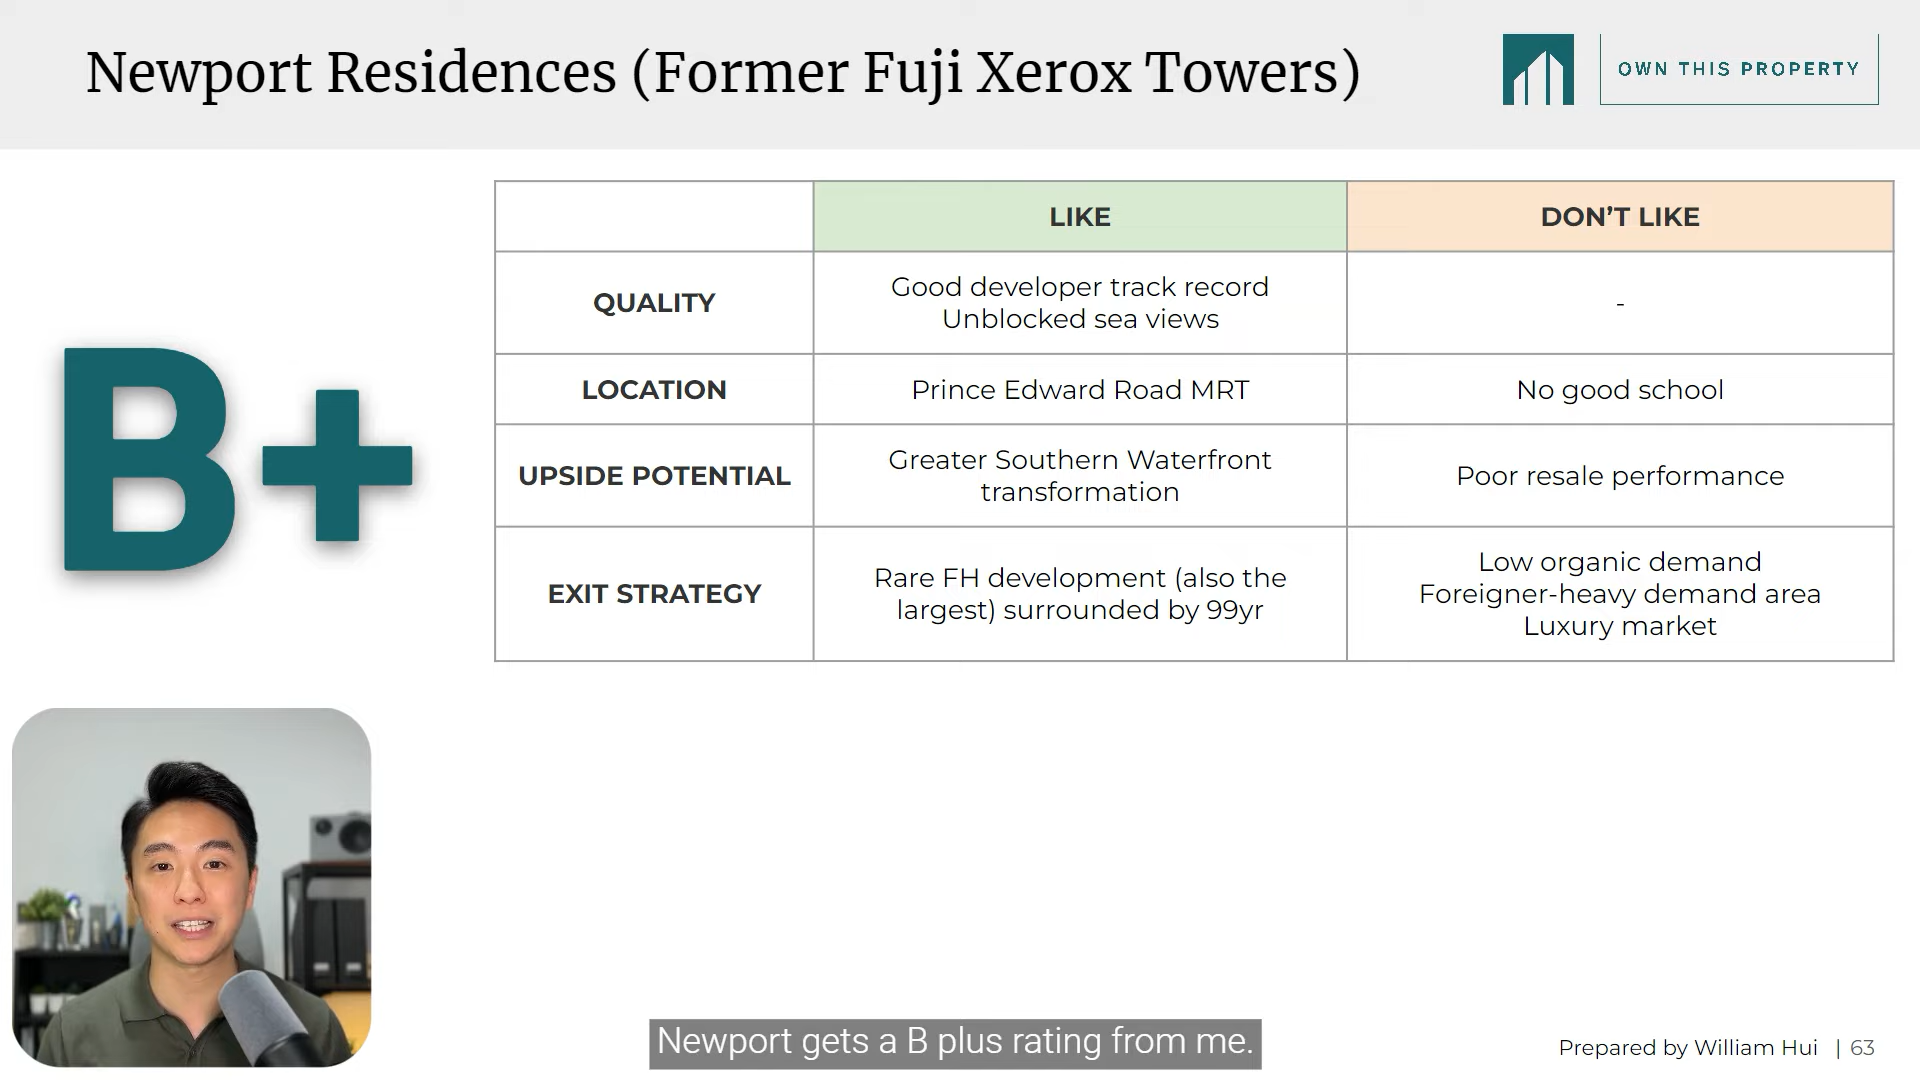 Newport Residences (Former Fuji Xerox Towers)
OWN THIS PROPERTY
LIKE
DON’T LIKE
QUALITY
Good developer track record
Unblocked sea views
-
LOCATION
Prince Edward Road MRT
No good school
UPSIDE POTENTIAL
Greater Southern Waterfront
transformation
Poor resale performance
EXIT STRATEGY
Rare FH development (also the
largest) surrounded by 99yr
Low organic demand
Foreigner-heavy demand area
Luxury market
B+
Newport gets a B plus rating from me.
Prepared by William Hui | 63